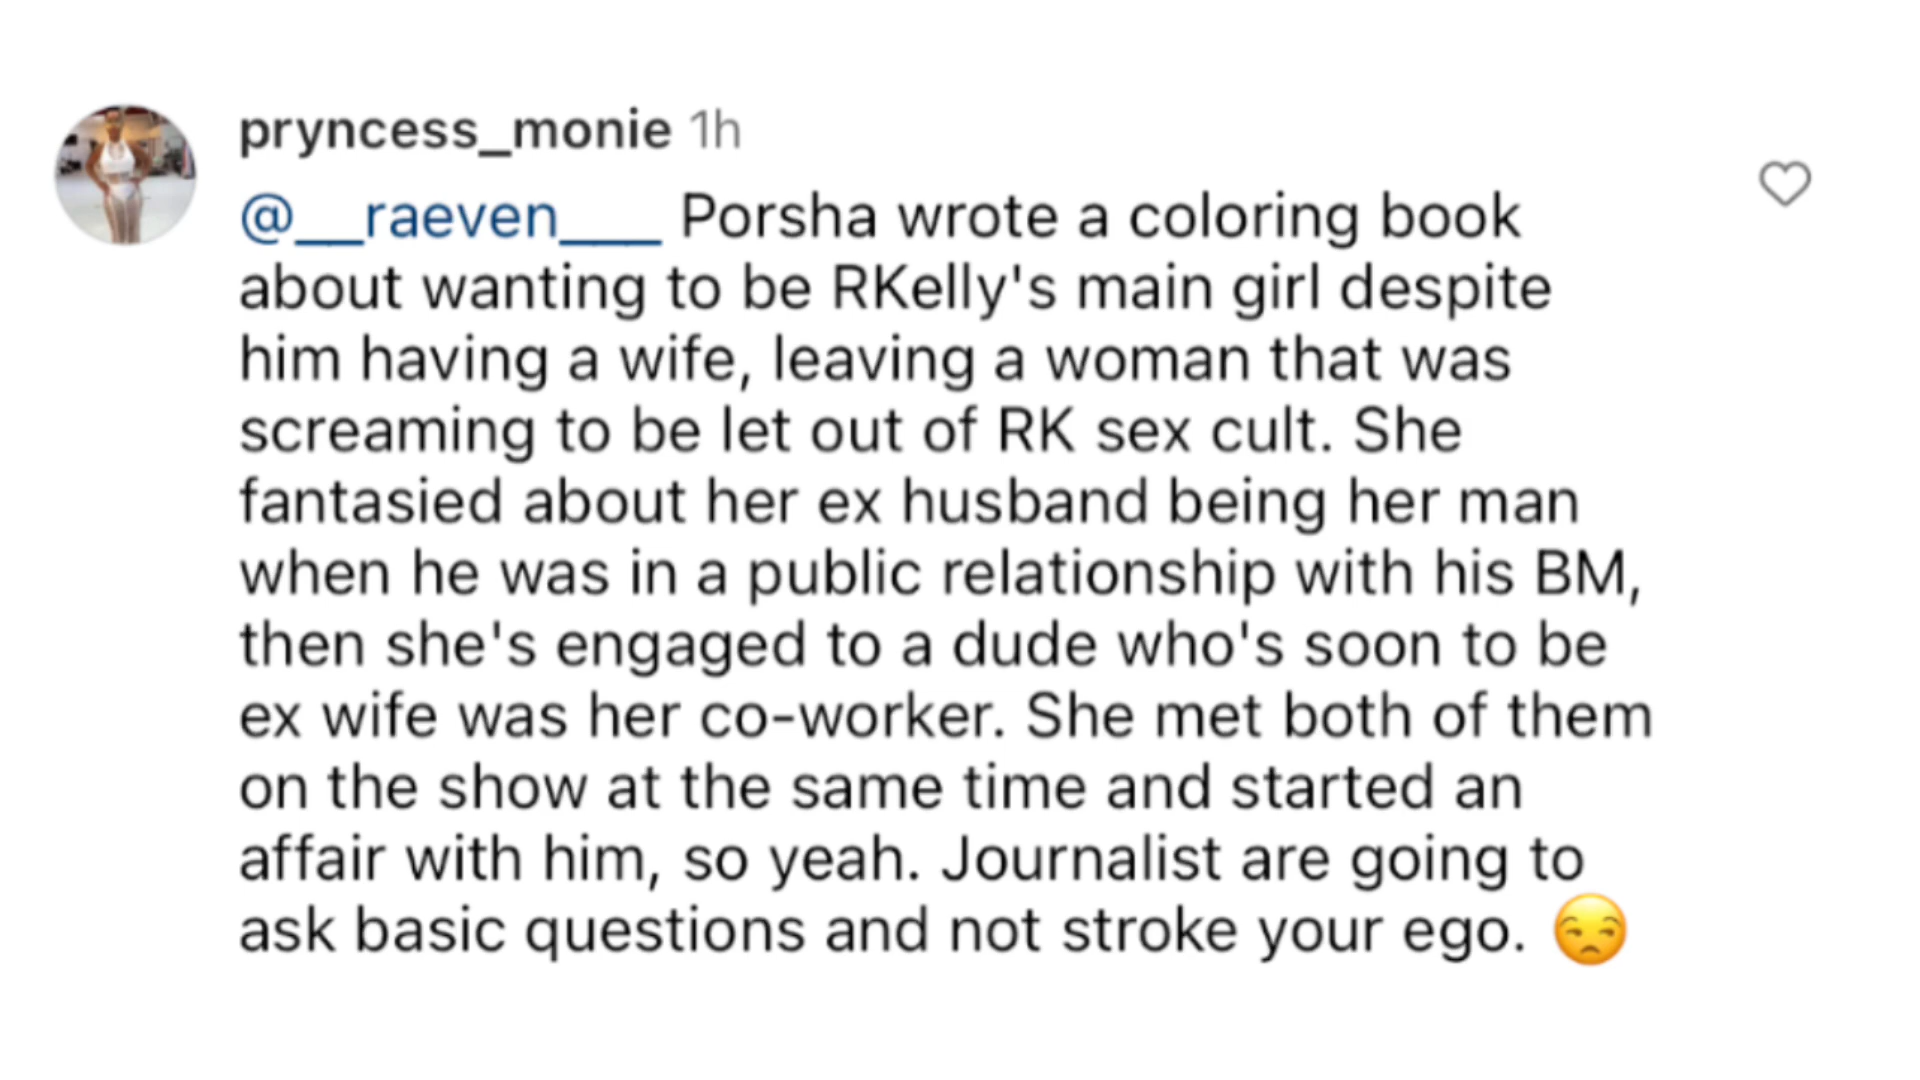 pryncess_monie 1h
@__raeven___ Porsha wrote a coloring book
about wanting to be RKelly's main girl despite
him having a wife, leaving a woman that was
screaming to be let out of RK sex cult. She
fantasied about her ex husband being her man
when he was in a public relationship with his BM,
then she's engaged to a dude who's soon to be
ex wife was her co-worker. She met both of them
on the show at the same time and started an
affair with him, so yeah. Journalist are going to
ask basic questions and not stroke your ego. 😒